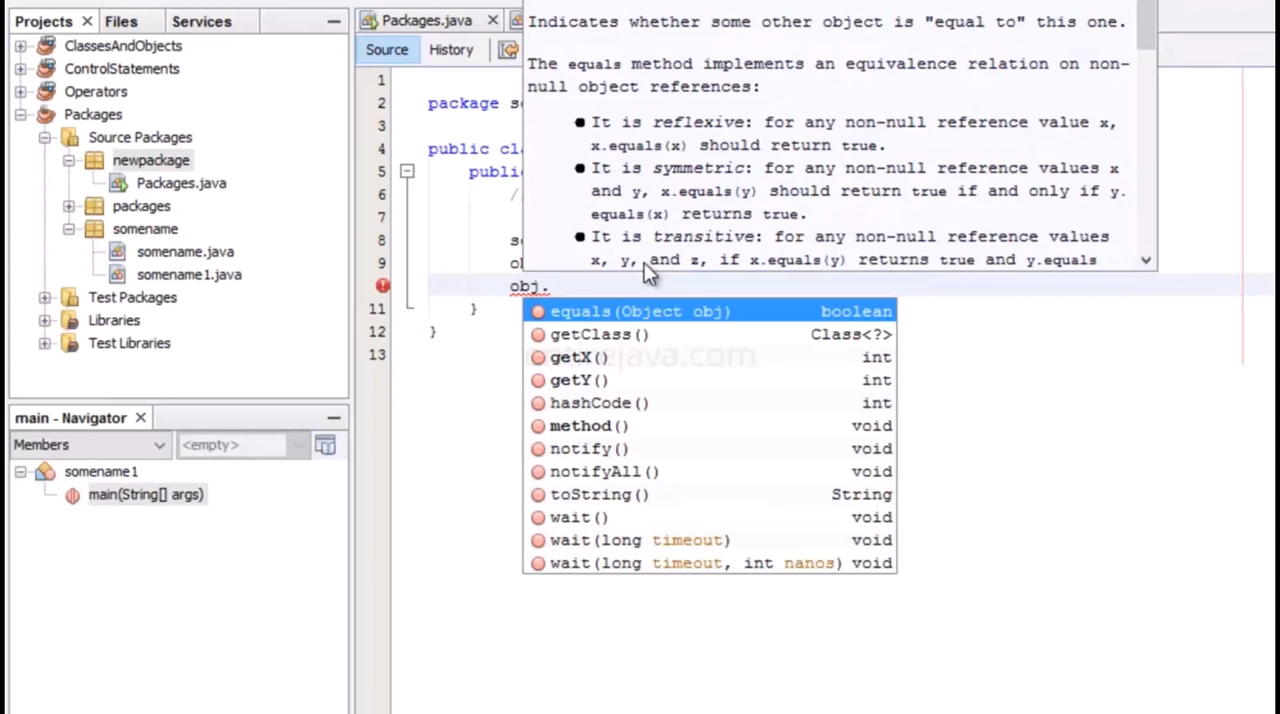 Projects
Files
Services
ClassesAndObjects
ControlStatements
Operators
Packages
Source Packages
newpackage
Packages.java
packages
somename
somename.java
somename1.java
Test Packages
Libraries
Test Libraries
main - Navigator
Members
<empty>
somename1
main(String[] args)
Packages.java
Source
History
1
2 package
3
4 public
5
6
7
8
9
obj.
11 }
12 }
13
Indicates whether some other object is "equal to" this one.
The equals method implements an equivalence relation on non-
null object references:
● It is reflexive: for any non-null reference value x,
x.equals(x) should return true.
● It is symmetric: for any non-null reference values x
and y, x.equals(y) should return true if and only if y.
equals(x) returns true.
● It is transitive: for any non-null reference values
x, y, and z, if x.equals(y) returns true and y.equals
equals(Object obj) boolean
getClass() Class<?>
getX() int
getY() int
hashCode() int
method() void
notify() void
notifyAll() void
toString() String
wait() void
wait(long timeout) void
wait(long timeout, int nanos) void